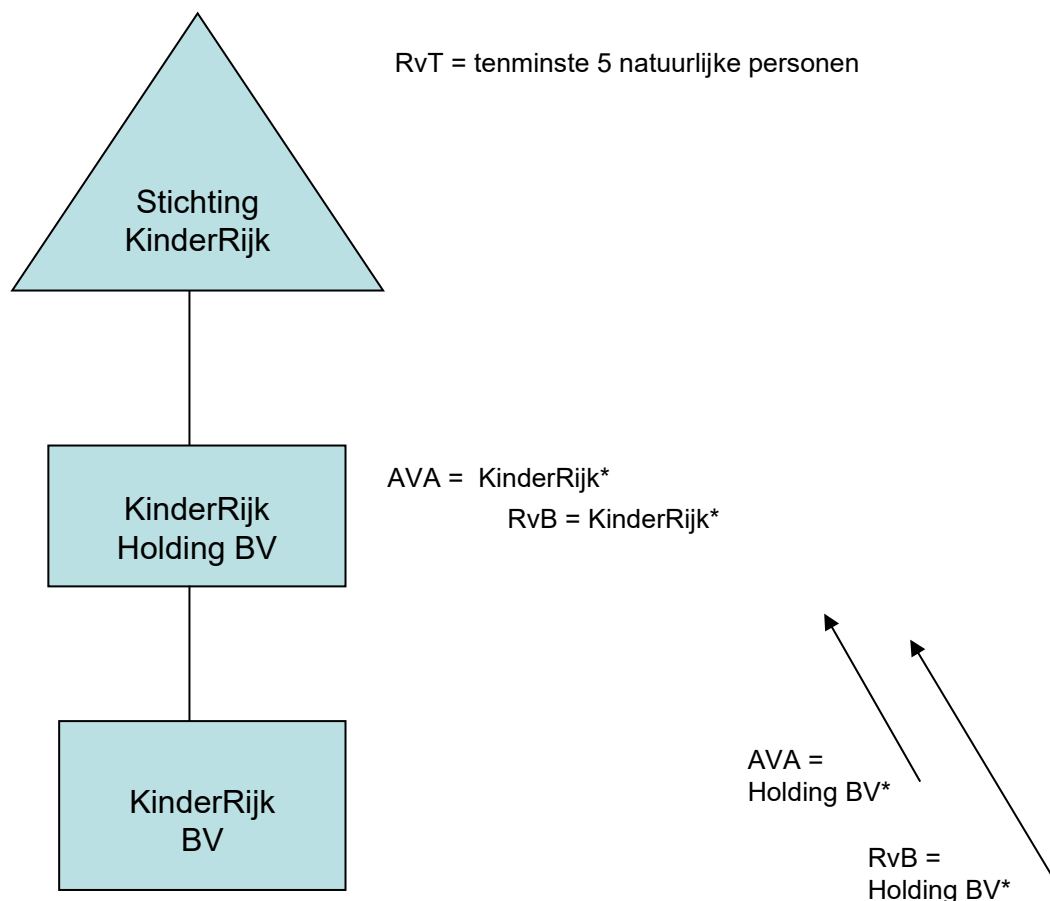 RvT = tenminste 5 natuurlijke personen
Stichting
KinderRijk
AVA = KinderRijk*
RvB = KinderRijk*
KinderRijk
Holding BV
AVA =
Holding BV*
KinderRijk
BV
RvB =
Holding BV*